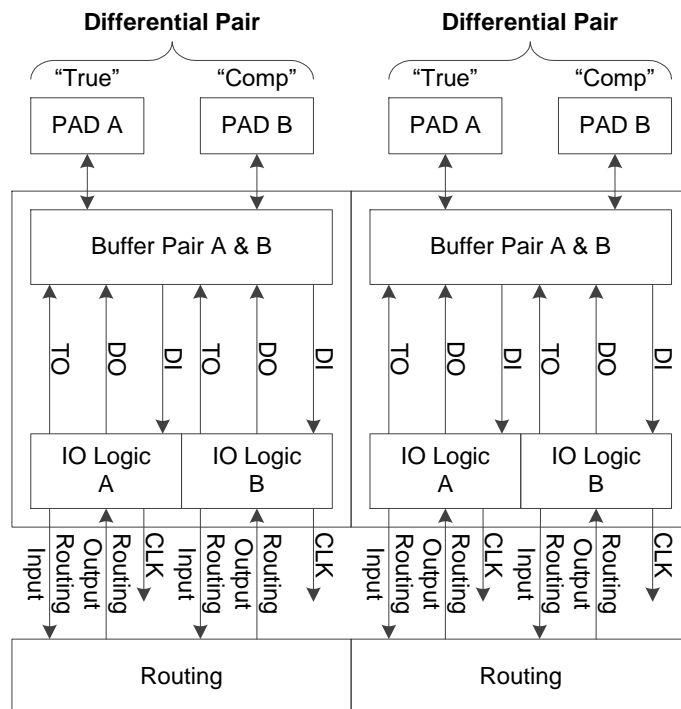 Differential Pair Differential Pair
“True” “Comp” “True” “Comp”
PAD A PAD B PAD A PAD B
Buffer Pair A & B Buffer Pair A & B
TO DO DI TO DO DI TO DO DI TO DO DI
IO Logic IO Logic IO Logic IO Logic
A B A B
Routing Input
Routing Output
CLK
Routing Input
Routing Output
CLK
Routing Input
Routing Output
CLK
Routing Input
Routing Output
CLK
Routing Routing